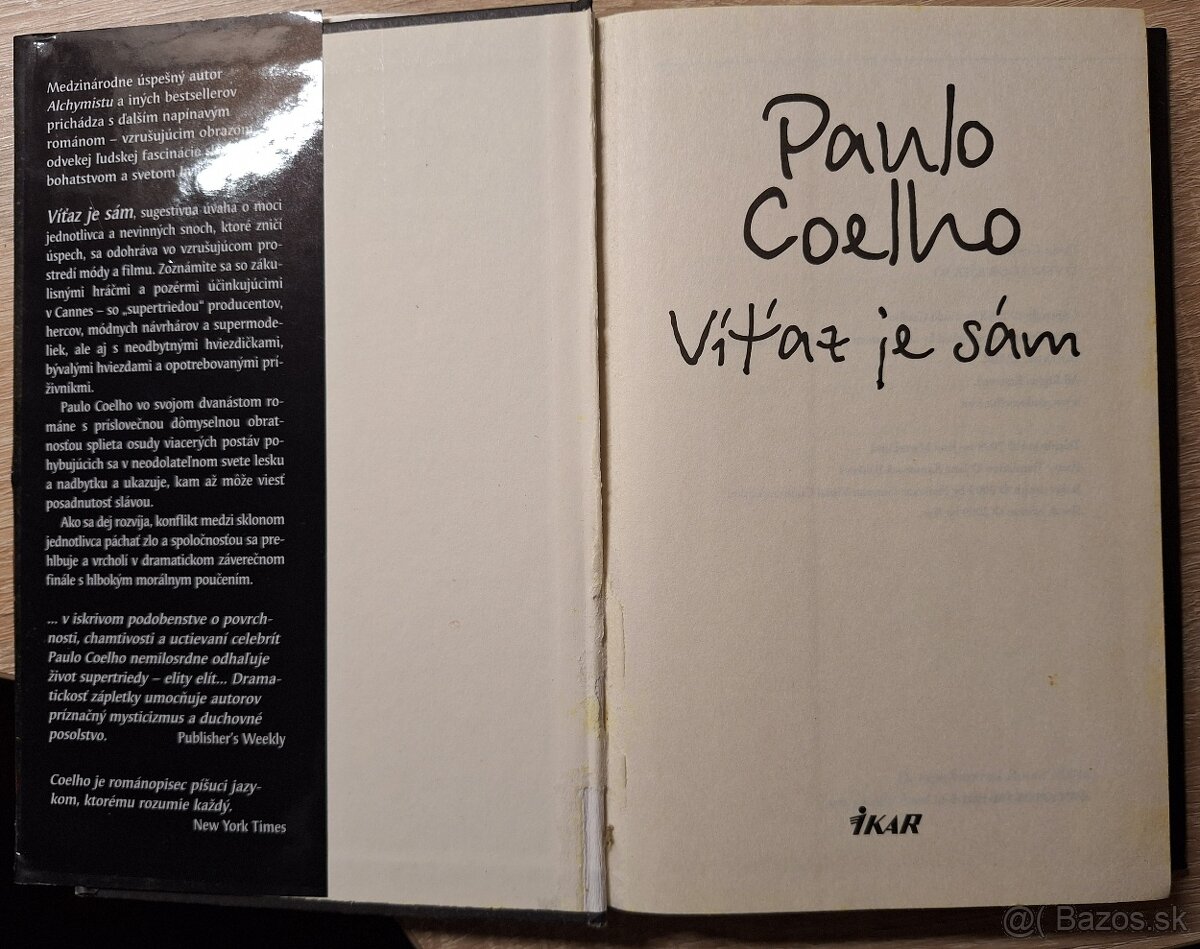 Medzinárodne úspešný autor
Alchymistu a iných bestsellerov
prichádza s ďalším napínavým
románom – vzrušujúcim obrazom
odvekej ľudskej fascinácie
bohatstvom a svetom
Víťaz je sám, sugestívna úvaha o moci
jednotlivca a nevinných snoch, ktoré zničí
úspech, sa odohráva vo vzrušujúcom pro-
stredí módy a filmu. Zoznámite sa so záku-
lisnými hráčmi a pozérmi účinkujúcimi
v Cannes – so „supertriedou“ producentov,
hercov, módnych návrhárov a supermode-
liek, ale aj s neodbytnými hviezdičkami,
bývalými hviezdami a opotrebovanými prí-
živníkmi.
Paulo Coelho vo svojom dvanástom ro-
máne s príslovečnou dômyselnou obrat-
nosťou splieta osudy viacerých postáv po-
hybujúcich sa v neodolateľnom svete lesku
a nadbytku a ukazuje, kam až môže viesť
posadnutosť slávou.
Ako sa dej rozvíja, konflikt medzi sklonom
jednotlivca páchať zlo a spoločnosťou sa pre-
hlbuje a vrcholí v dramatickom záverečnom
finále s hlbokým morálnym poučením.
... v iskrivom podobenstve o povrch-
nosti, chamtivosti a uctievaní celebrít
Paulo Coelho nemilosrdne odhaľuje
život supertriedy – elity elít... Drama-
tickosť zápletky umocňuje autorov
príznačný mysticizmus a duchovné
posolstvo. Publisher's Weekly
Coelho je románopisec píšuci jazy-
kom, ktorému rozumie každý.
New York Times
Paulo
Coelho
Víťaz je sám
IKAR
@( Bazos.sk